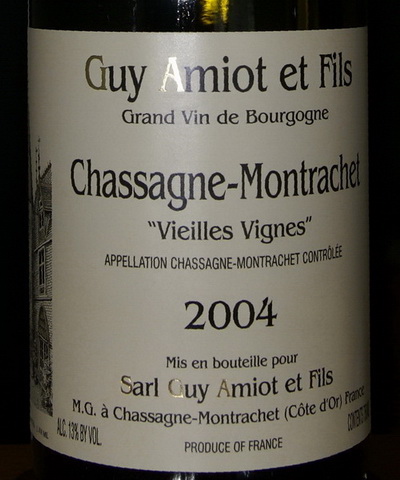 Guy Amiot et Fils
Grand Vin de Bourgogne
Chassagne-Montrachet
"Vieilles Vignes"
APPELLATION CHASSAGNE-MONTRACHET CONTRÔLÉE
2004
Mis en bouteille pour
Sarl Guy Amiot et Fils
M.G. à Chassagne-Montrachet (Côte d'Or) France
ALC. 13% BY VOL.
PRODUCE OF FRANCE